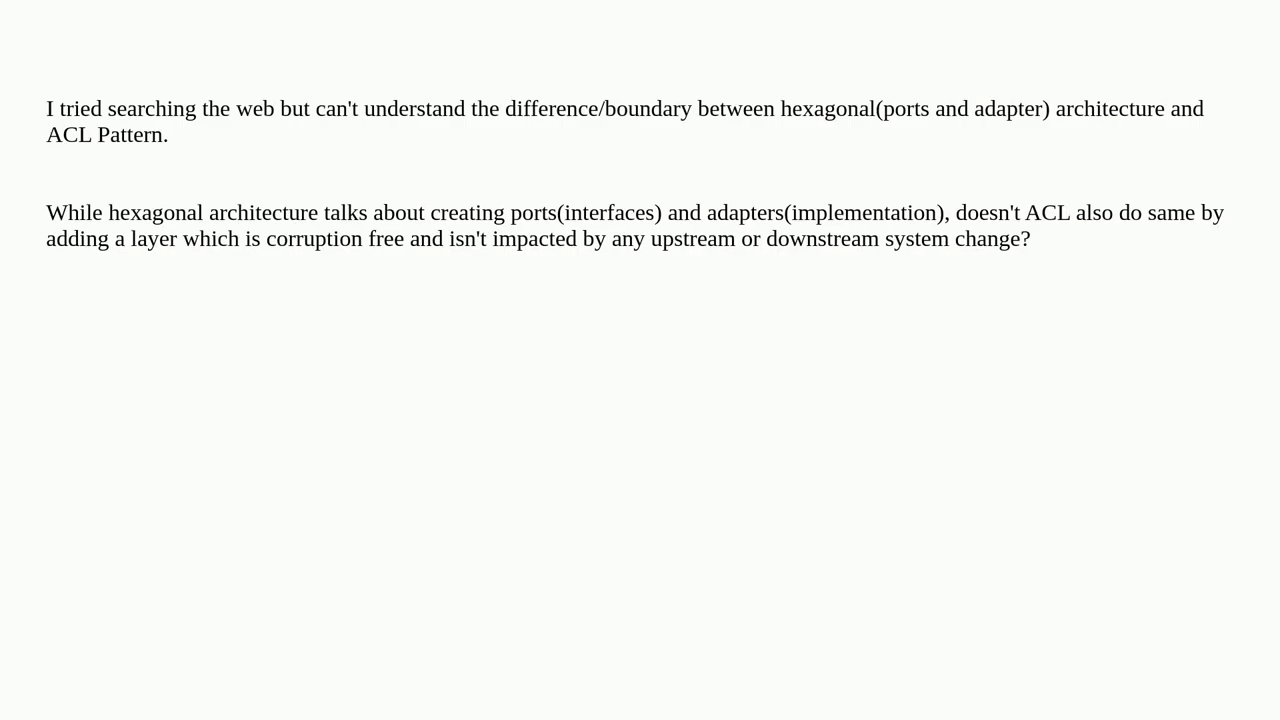 I tried searching the web but can't understand the difference/boundary between hexagonal(ports and adapter) architecture and
ACL Pattern.
While hexagonal architecture talks about creating ports(interfaces) and adapters(implementation), doesn't ACL also do same by
adding a layer which is corruption free and isn't impacted by any upstream or downstream system change?